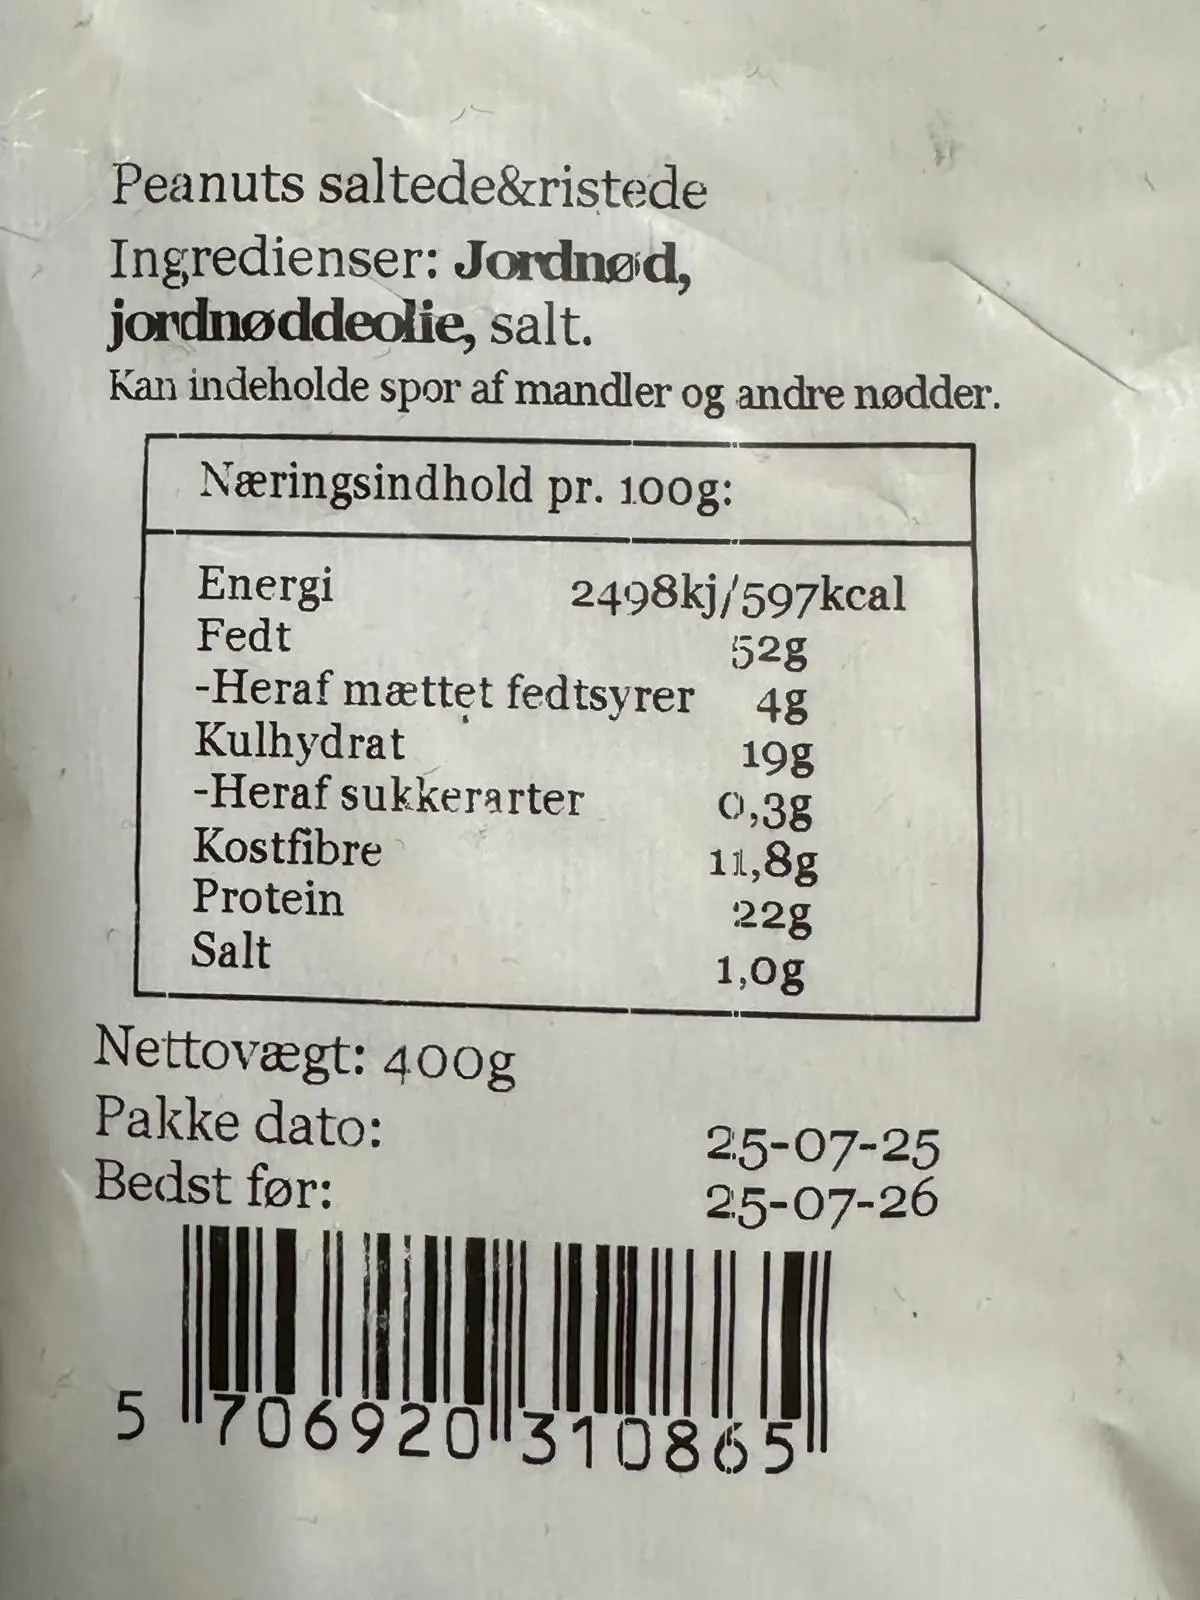 Peanuts saltede&ristede
Ingredienser: Jordnød,
jordnøddeolie, salt.
Kan indeholde spor af mandler og andre nødder.
Næringsindhold pr. 100g:
Energi 2498kj/597kcal
Fedt 52g
-Heraf mættet fedtsyrer 4g
Kulhydrat 19g
-Heraf sukkerarter 0,3g
Kostfibre 11,8g
Protein 22g
Salt 1,0g
Nettovægt: 400g
Pakke dato: 25-07-25
Bedst før: 25-07-26
5 706920 310865